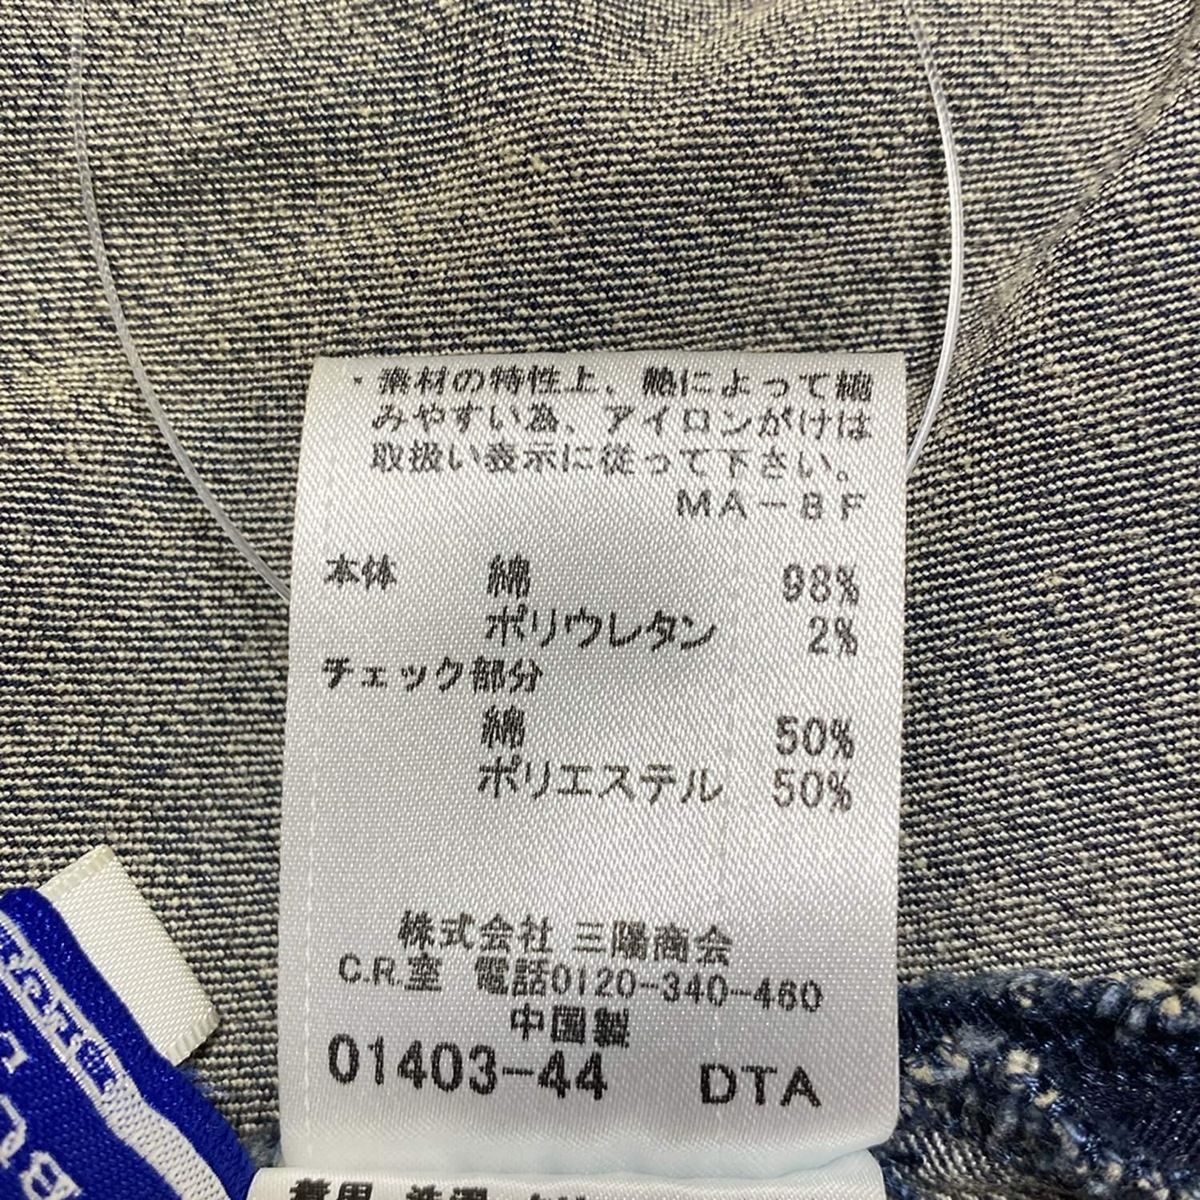 ・素材の特性上、熱によって縮
みやすい為、アイロンがけは
取扱い表示に従って下さい。
MA-8F
本体 綿 98%
ポリウレタン 2%
チェック部分
綿 50%
ポリエステル 50%
株式会社 三陽商会
C.R.室 電話0120-340-460
中国製
01403-44 DTA